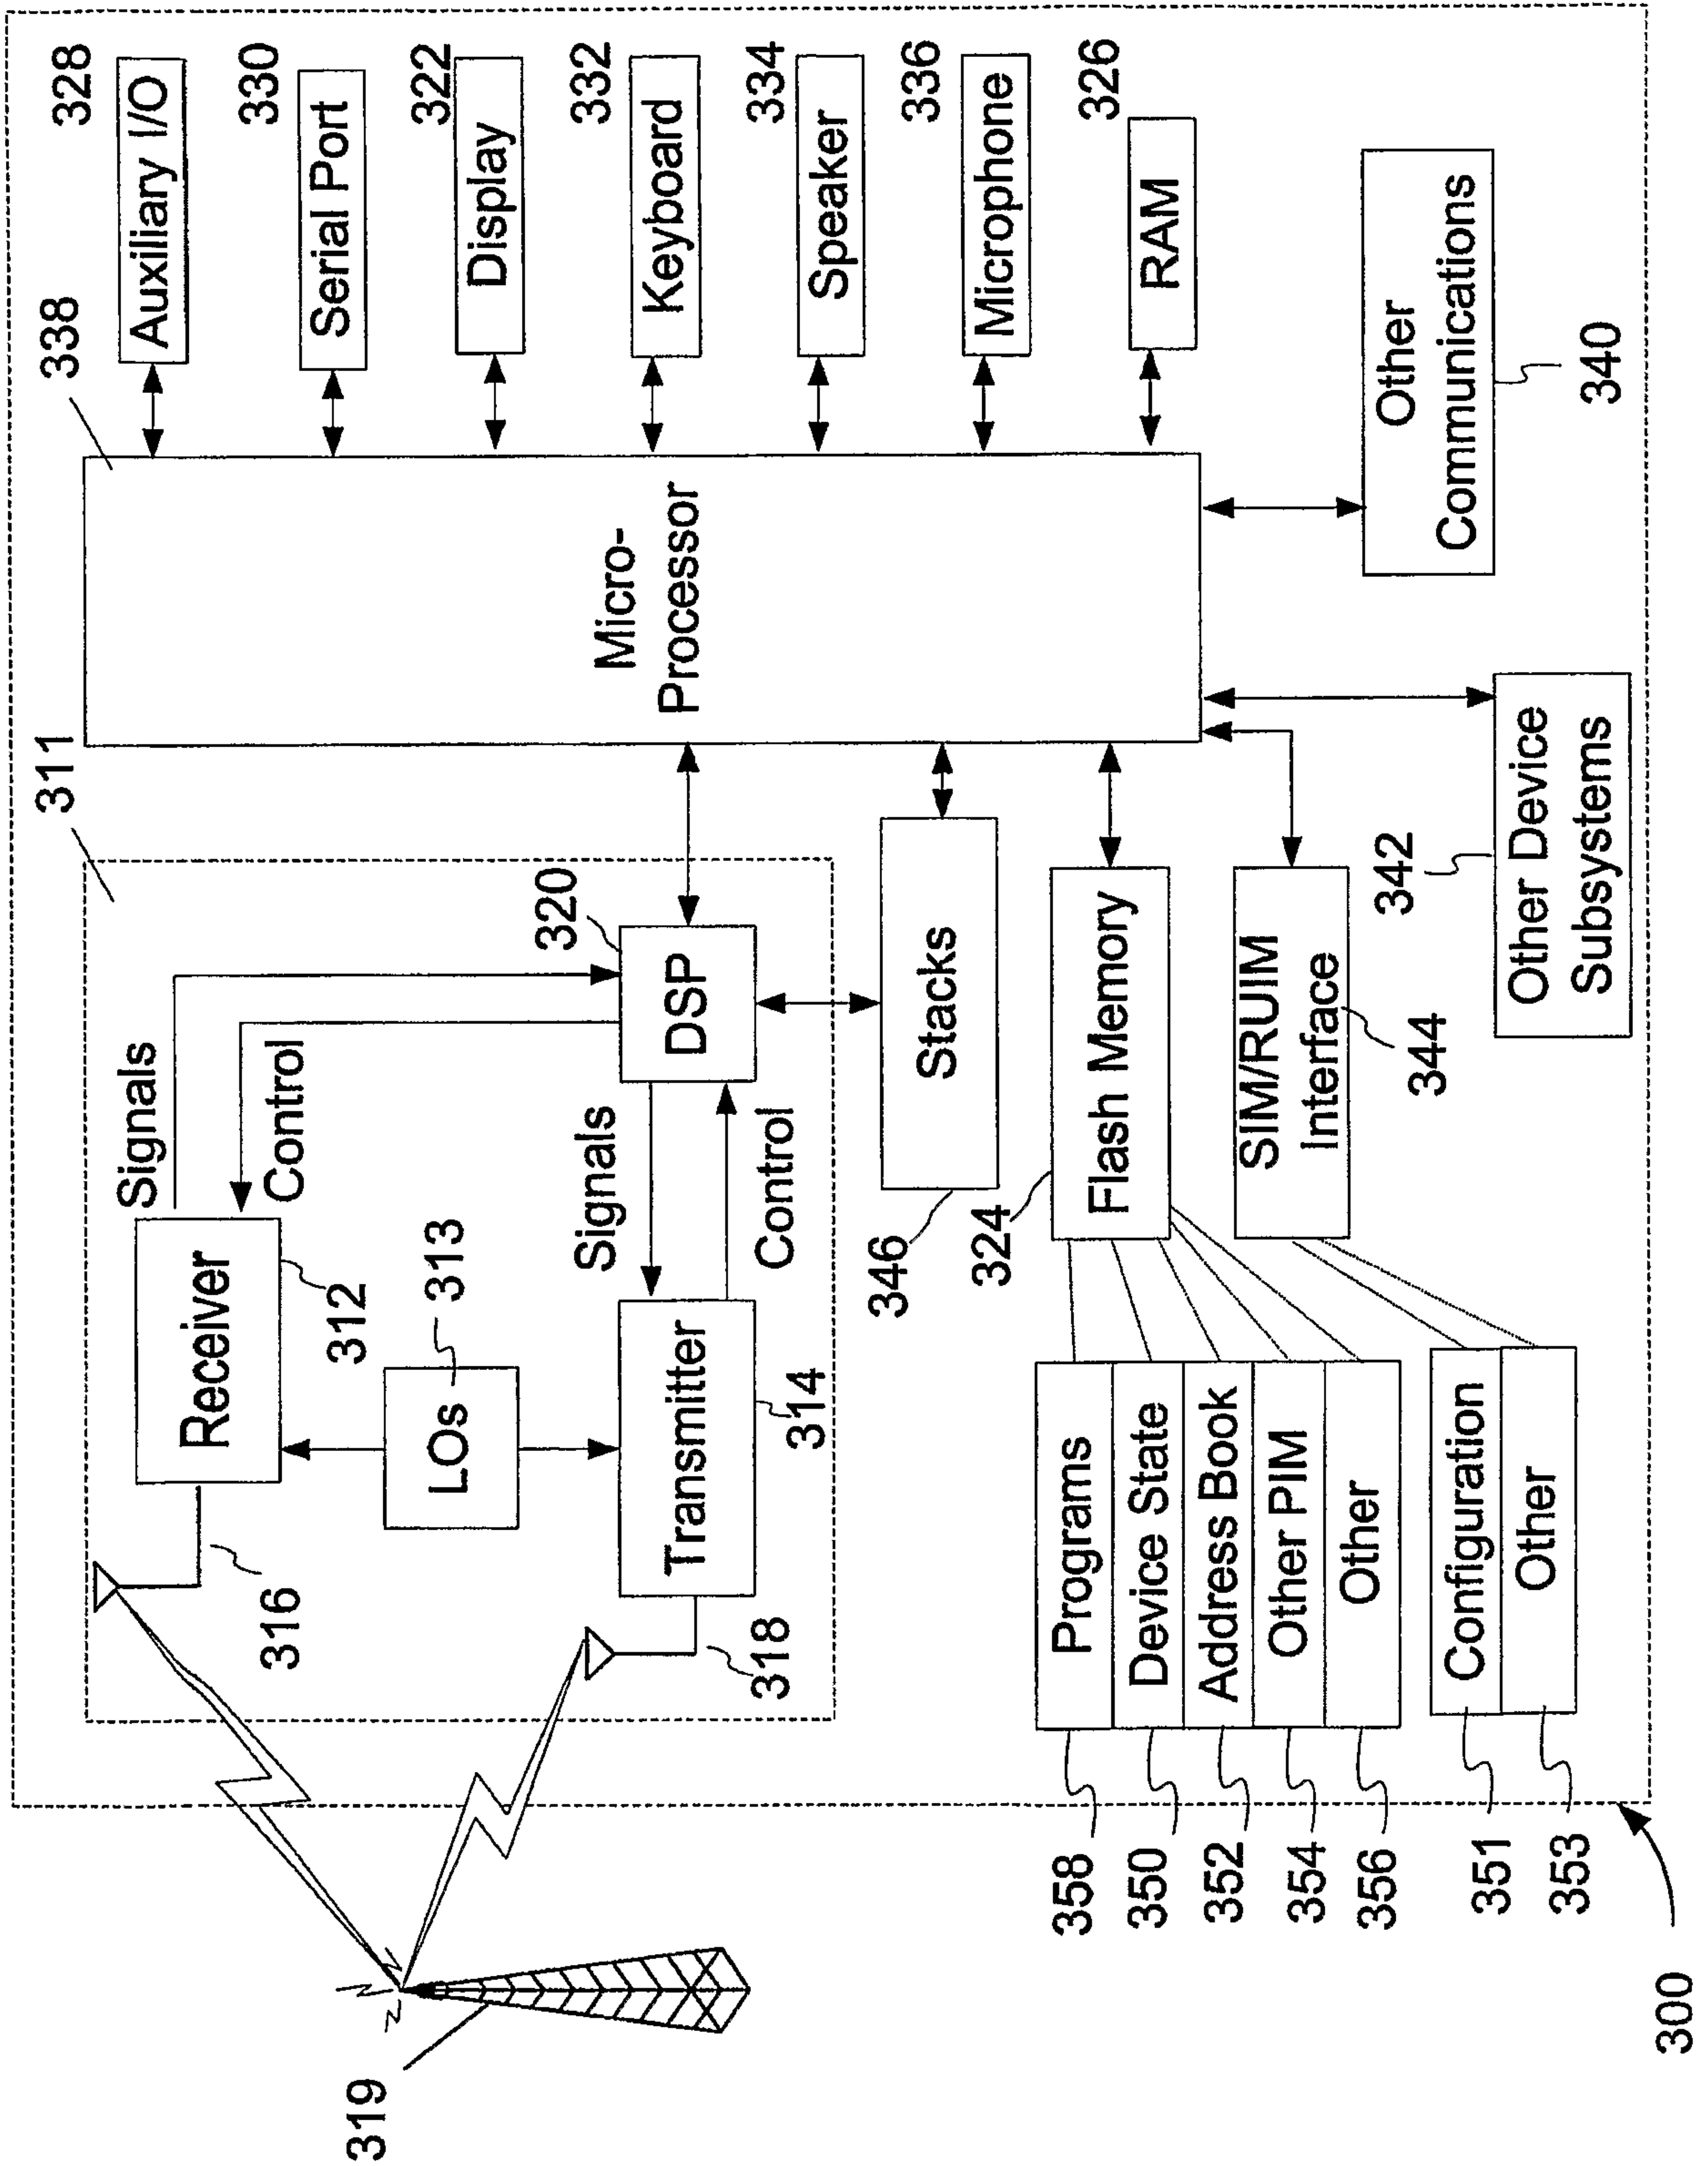 328
Auxiliary I/O
330
Serial Port
322
Display
332
Keyboard
334
Speaker
336
Microphone
326
RAM
338
Micro-
Processor
Other
Communications
340
311
Signals
Control
320
DSP
Signals
Control
Receiver
312
LOs
313
Transmitter
314
316
318
319
Stacks
346
Flash Memory
324
SIM/RUIM
Interface
344
Other Device
Subsystems
342
Programs
Device State
Address Book
Other PIM
Other
Configuration
Other
358
350
352
354
356
351
353
300